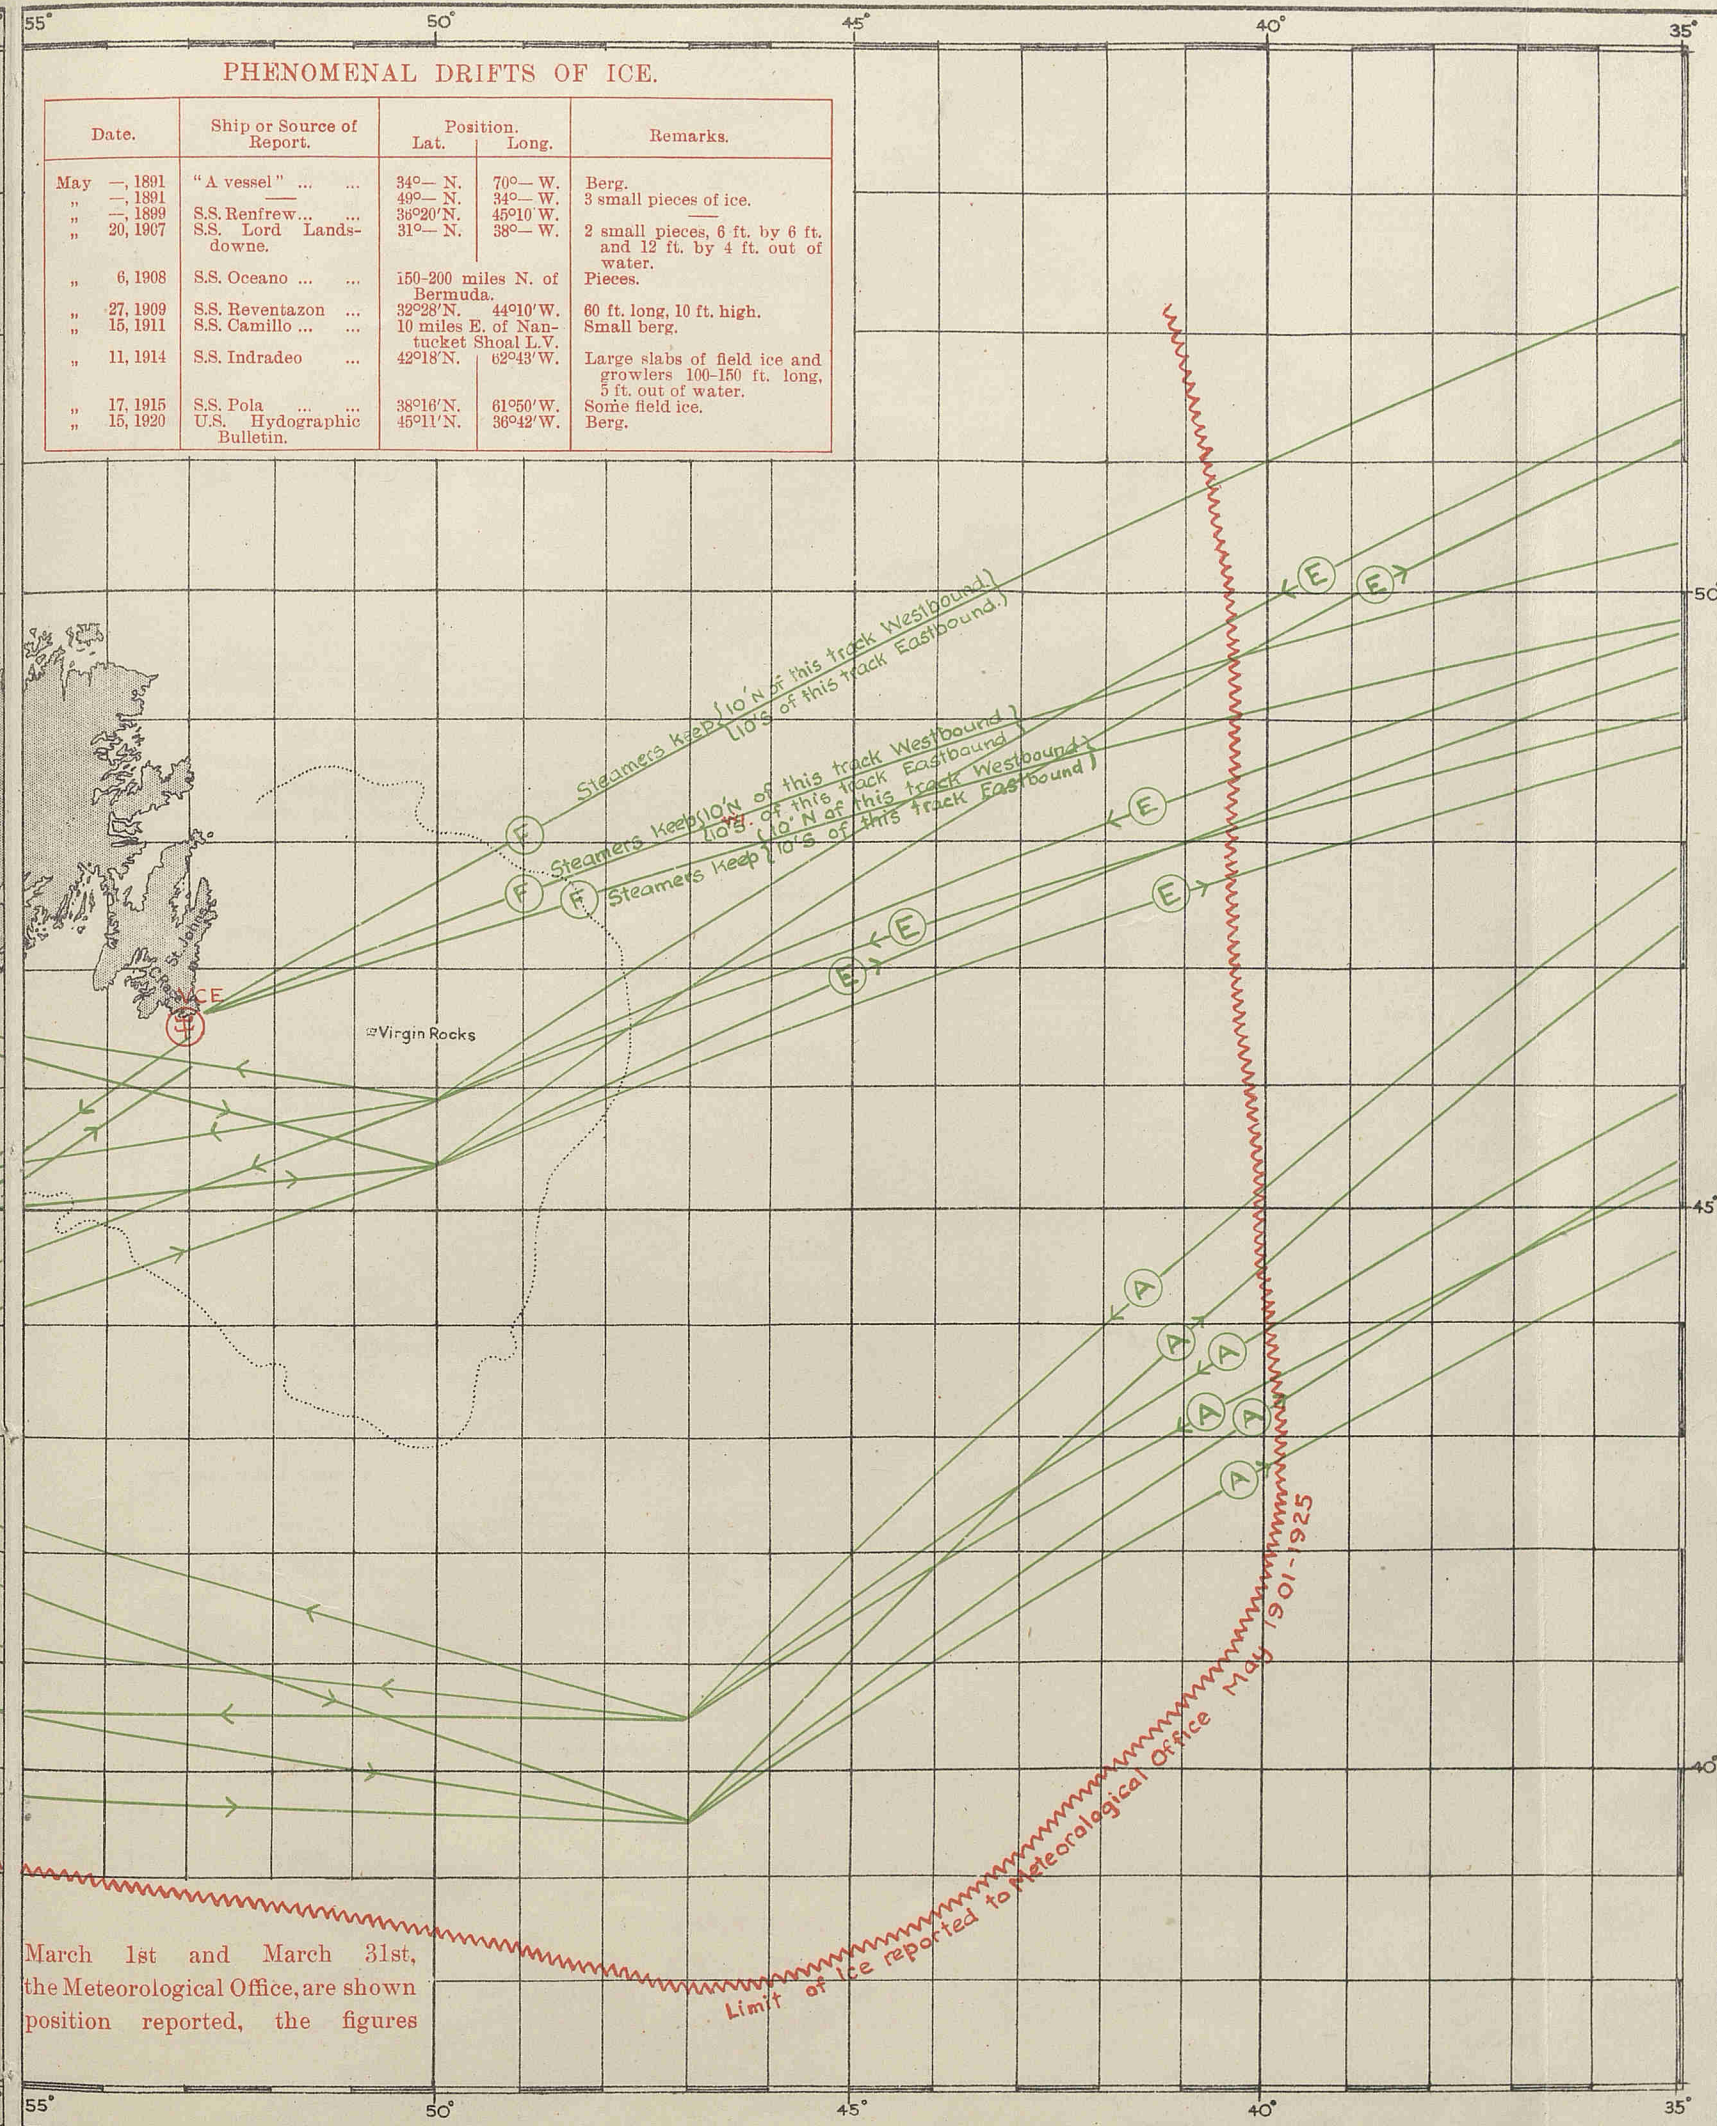 55° 50° 45° 40° 35°
PHENOMENAL DRIFTS OF ICE.
Date. Ship or Source of Report. Position. Lat. Long. Remarks.
May —, 1891 “A vessel” ... ... 34°— N. 70°— W. Berg.
„ —, 1891 —— 49°— N. 34°— W. 3 small pieces of ice.
„ —, 1899 S.S. Renfrew... ... 36°20′N. 45°10′W. ——
„ 20, 1907 S.S. Lord Lands- 31°— N. 38°— W. 2 small pieces, 6 ft. by 6 ft.
downe. and 12 ft. by 4 ft. out of
water.
„ 6, 1908 S.S. Oceano ... ... 150-200 miles N. of Pieces.
Bermuda.
„ 27, 1909 S.S. Reventazon ... 32°28′N. 44°10′W. 60 ft. long, 10 ft. high.
„ 15, 1911 S.S. Camillo ... ... 10 miles E. of Nan- Small berg.
tucket Shoal L.V.
„ 11, 1914 S.S. Indradeo ... 42°18′N. 62°43′W. Large slabs of field ice and
growlers 100-150 ft. long,
5 ft. out of water.
„ 17, 1915 S.S. Pola ... ... 38°16′N. 61°50′W. Some field ice.
„ 15, 1920 U.S. Hydographic 45°11′N. 36°42′W. Berg.
Bulletin.
E
E
50
Steamers keep { 10′N of this track Westbound. }
{ 10′S of this track Eastbound. }
F
Steamers keep { 10′N of this track Westbound }
{ 10′S. of this track Eastbound }
F
F
Steamers keep { 10′ N of this track Westbound }
{ 10′S of this track Eastbound }
E
E
E
E
St. Johns
VCE
Virgin Rocks
45°
A
A
A
A
A
A
40°
Limit of Ice reported to Meteorological Office May 1901-1925
March 1st and March 31st,
the Meteorological Office, are shown
position reported, the figures
55° 50° 45° 40° 35°